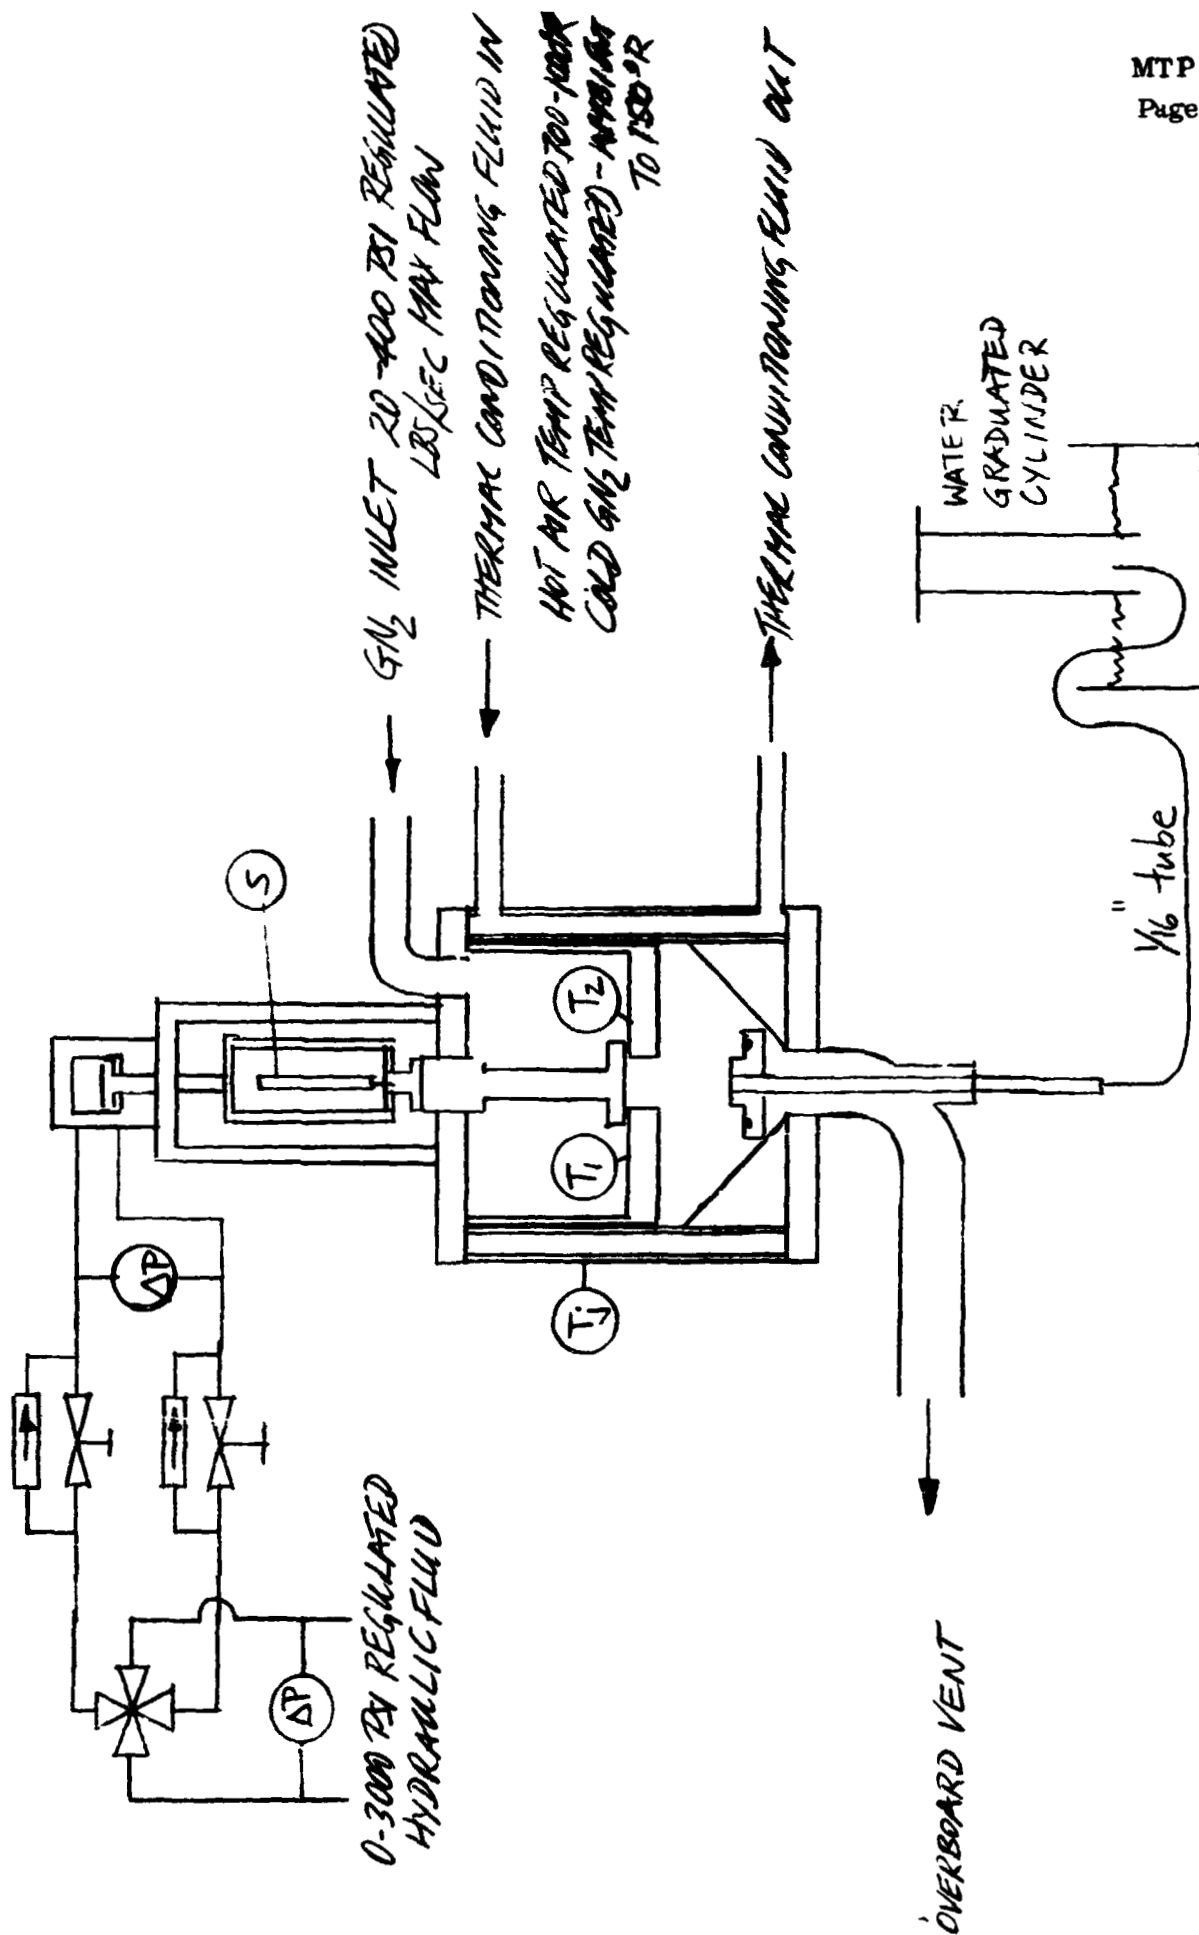 MTP
Page
GN2 INLET 20-400 PSI REGULATED
LBS/SEC MAX FLOW
THERMAL CONDITIONING FLUID IN
HOT AIR TEMP REGULATED 700-
COLD GN2 TEMP REGULATED - AMBIENT
TO °R
THERMAL CONDITIONING FLUID OUT
WATER
GRADUATED
CYLINDER
S
T2
T1
Tj
ΔP
1/16" tube
0-3000 PSI REGULATED
HYDRAULIC FLUID
ΔP
OVERBOARD VENT